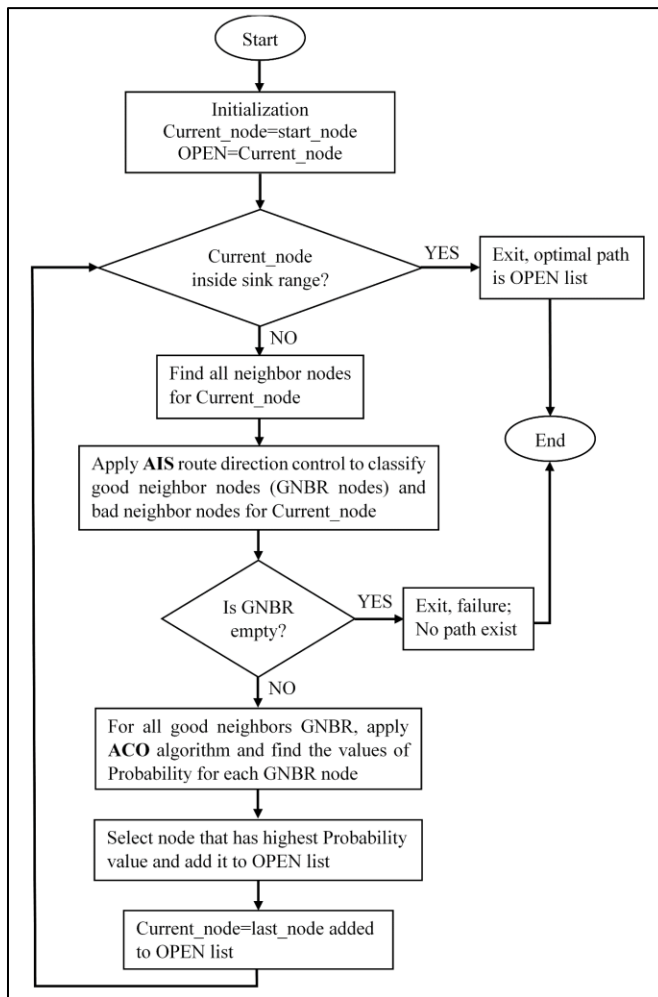 Start
Initialization
Current_node=start_node
OPEN=Current_node
Current_node
inside sink range?
YES
Exit, optimal path
is OPEN list
NO
Find all neighbor nodes
for Current_node
End
Apply AIS route direction control to classify
good neighbor nodes (GNBR nodes) and
bad neighbor nodes for Current_node
Is GNBR
empty?
YES
Exit, failure;
No path exist
NO
For all good neighbors GNBR, apply
ACO algorithm and find the values of
Probability for each GNBR node
Select node that has highest Probability
value and add it to OPEN list
Current_node=last_node added
to OPEN list